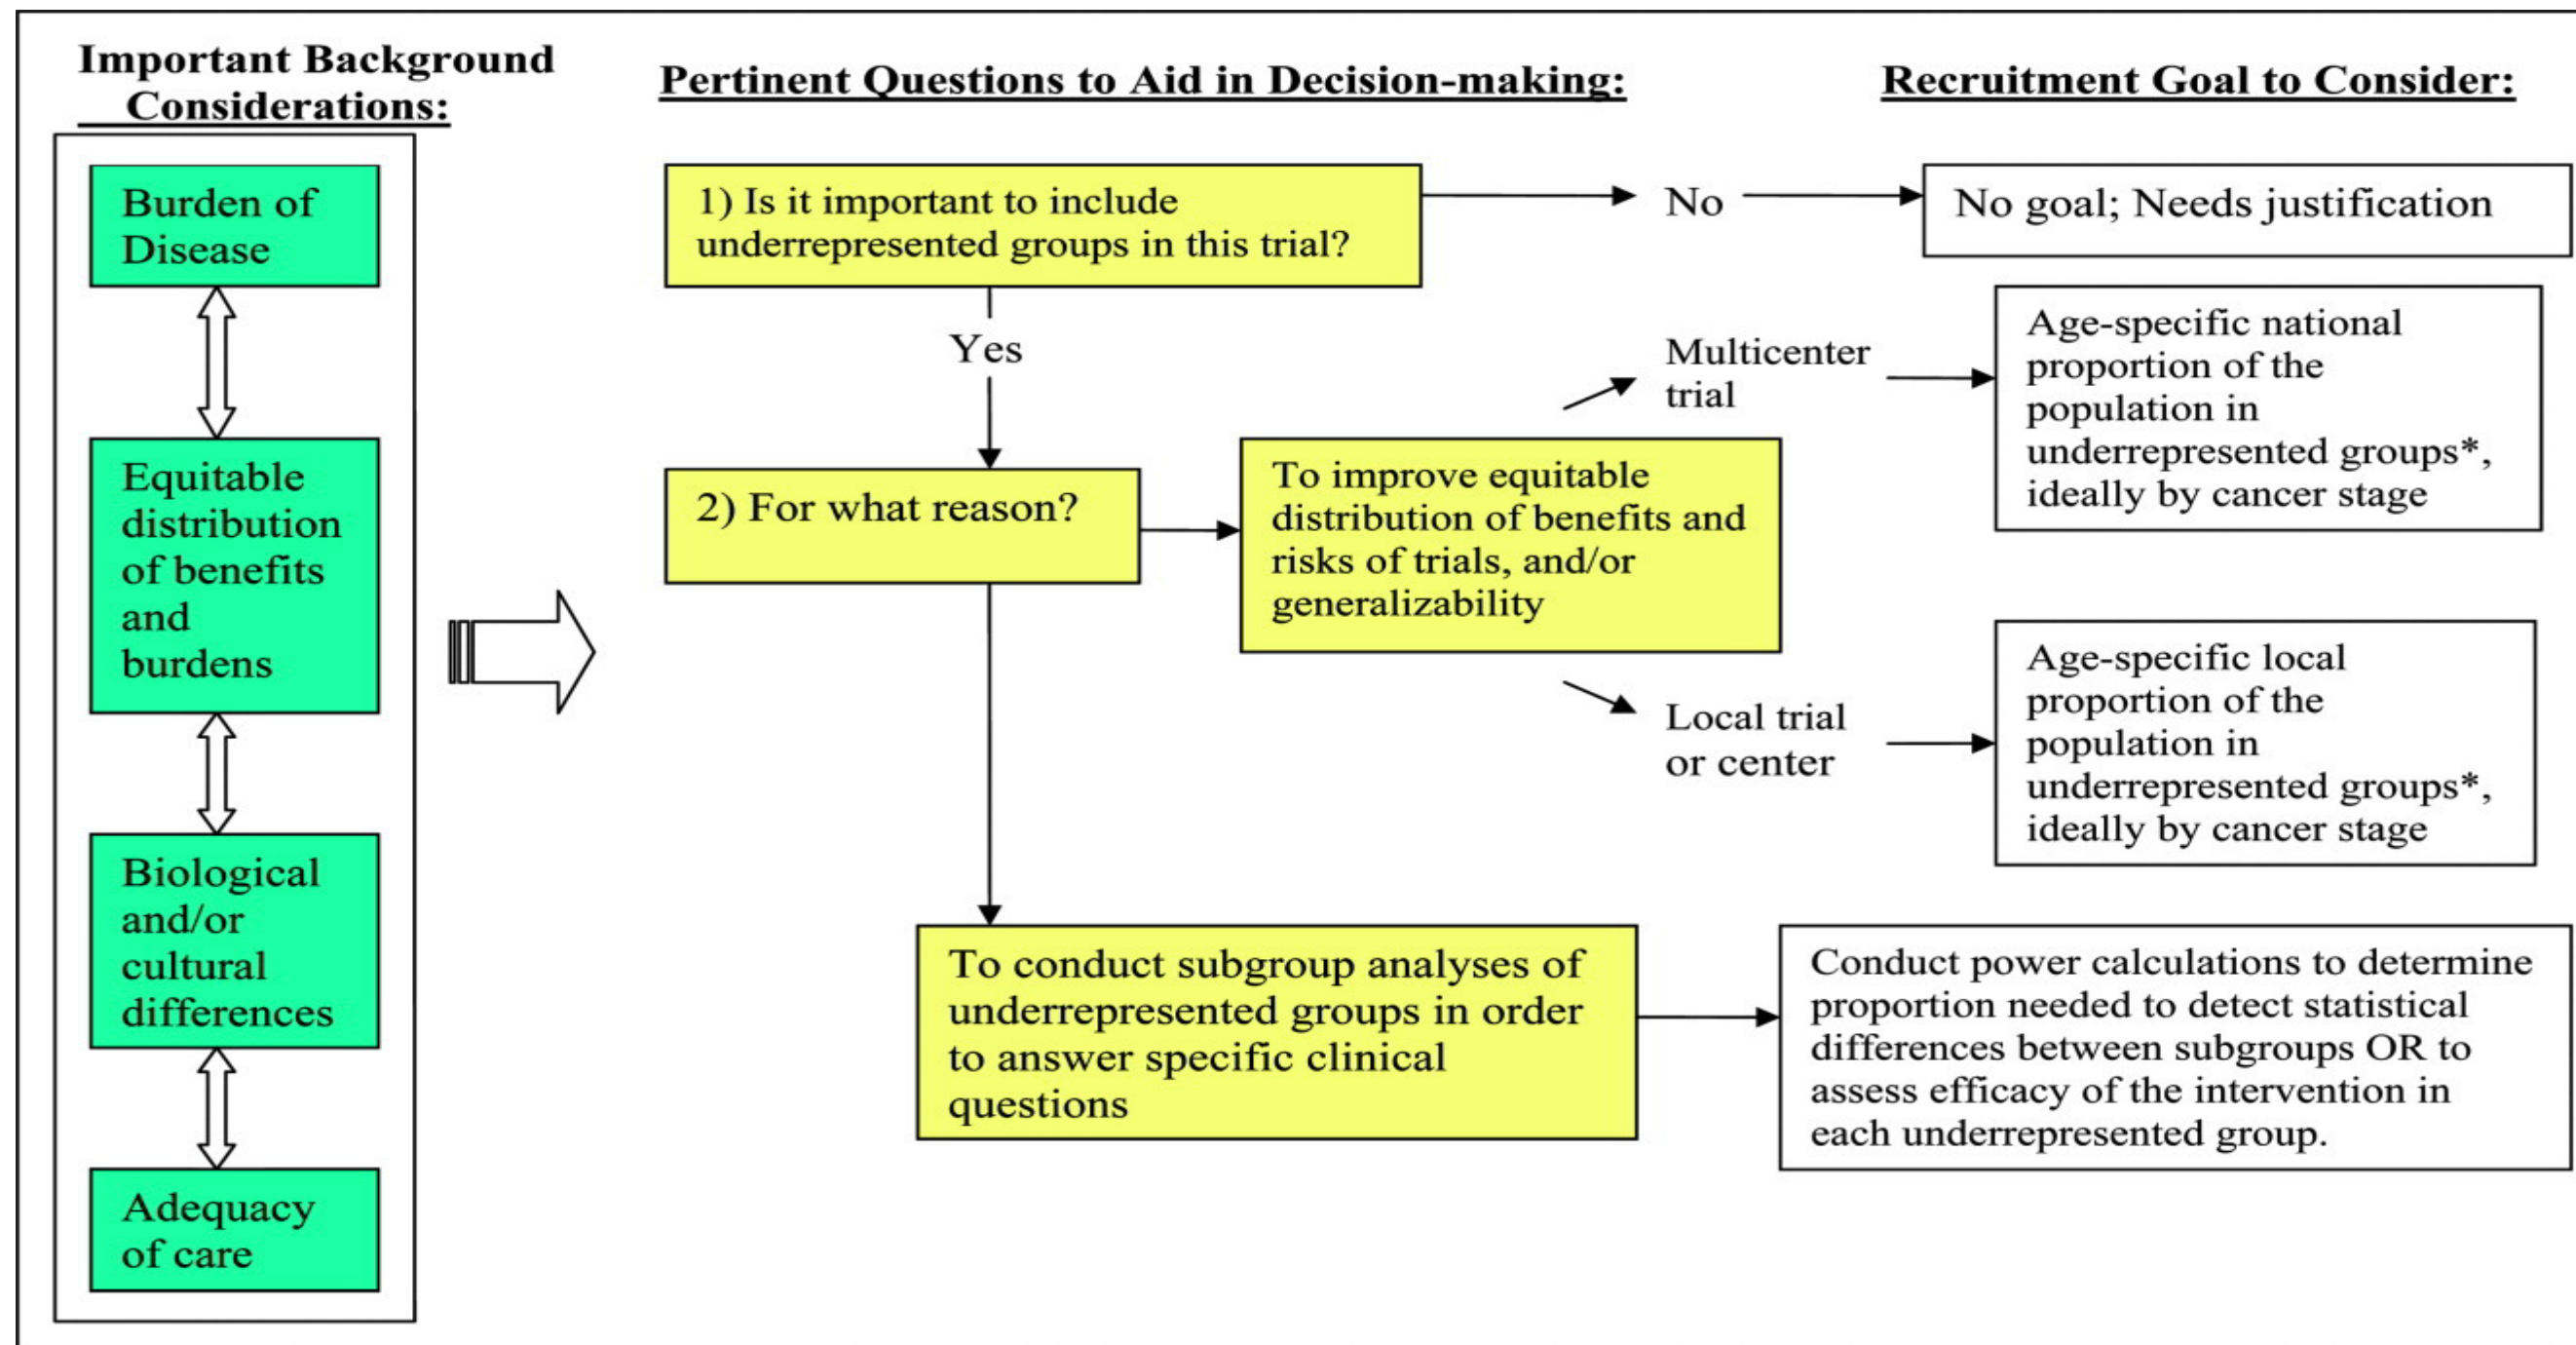 Important Background
Considerations:
Burden of
Disease
Equitable
distribution
of benefits
and
burdens
Biological
and/or
cultural
differences
Adequacy
of care
Pertinent Questions to Aid in Decision-making:
1) Is it important to include
underrepresented groups in this trial?
No
Yes
2) For what reason?
To improve equitable
distribution of benefits and
risks of trials, and/or
generalizability
Multicenter
trial
Local trial
or center
To conduct subgroup analyses of
underrepresented groups in order
to answer specific clinical
questions
Recruitment Goal to Consider:
No goal; Needs justification
Age-specific national
proportion of the
population in
underrepresented groups*,
ideally by cancer stage
Age-specific local
proportion of the
population in
underrepresented groups*,
ideally by cancer stage
Conduct power calculations to determine
proportion needed to detect statistical
differences between subgroups OR to
assess efficacy of the intervention in
each underrepresented group.